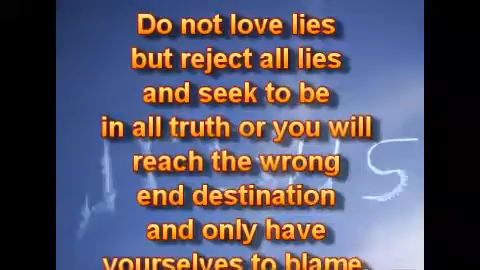 Do not love lies
but reject all lies
and seek to be
in all truth or you will
reach the wrong
end destination
and only have
yourselves to blame.